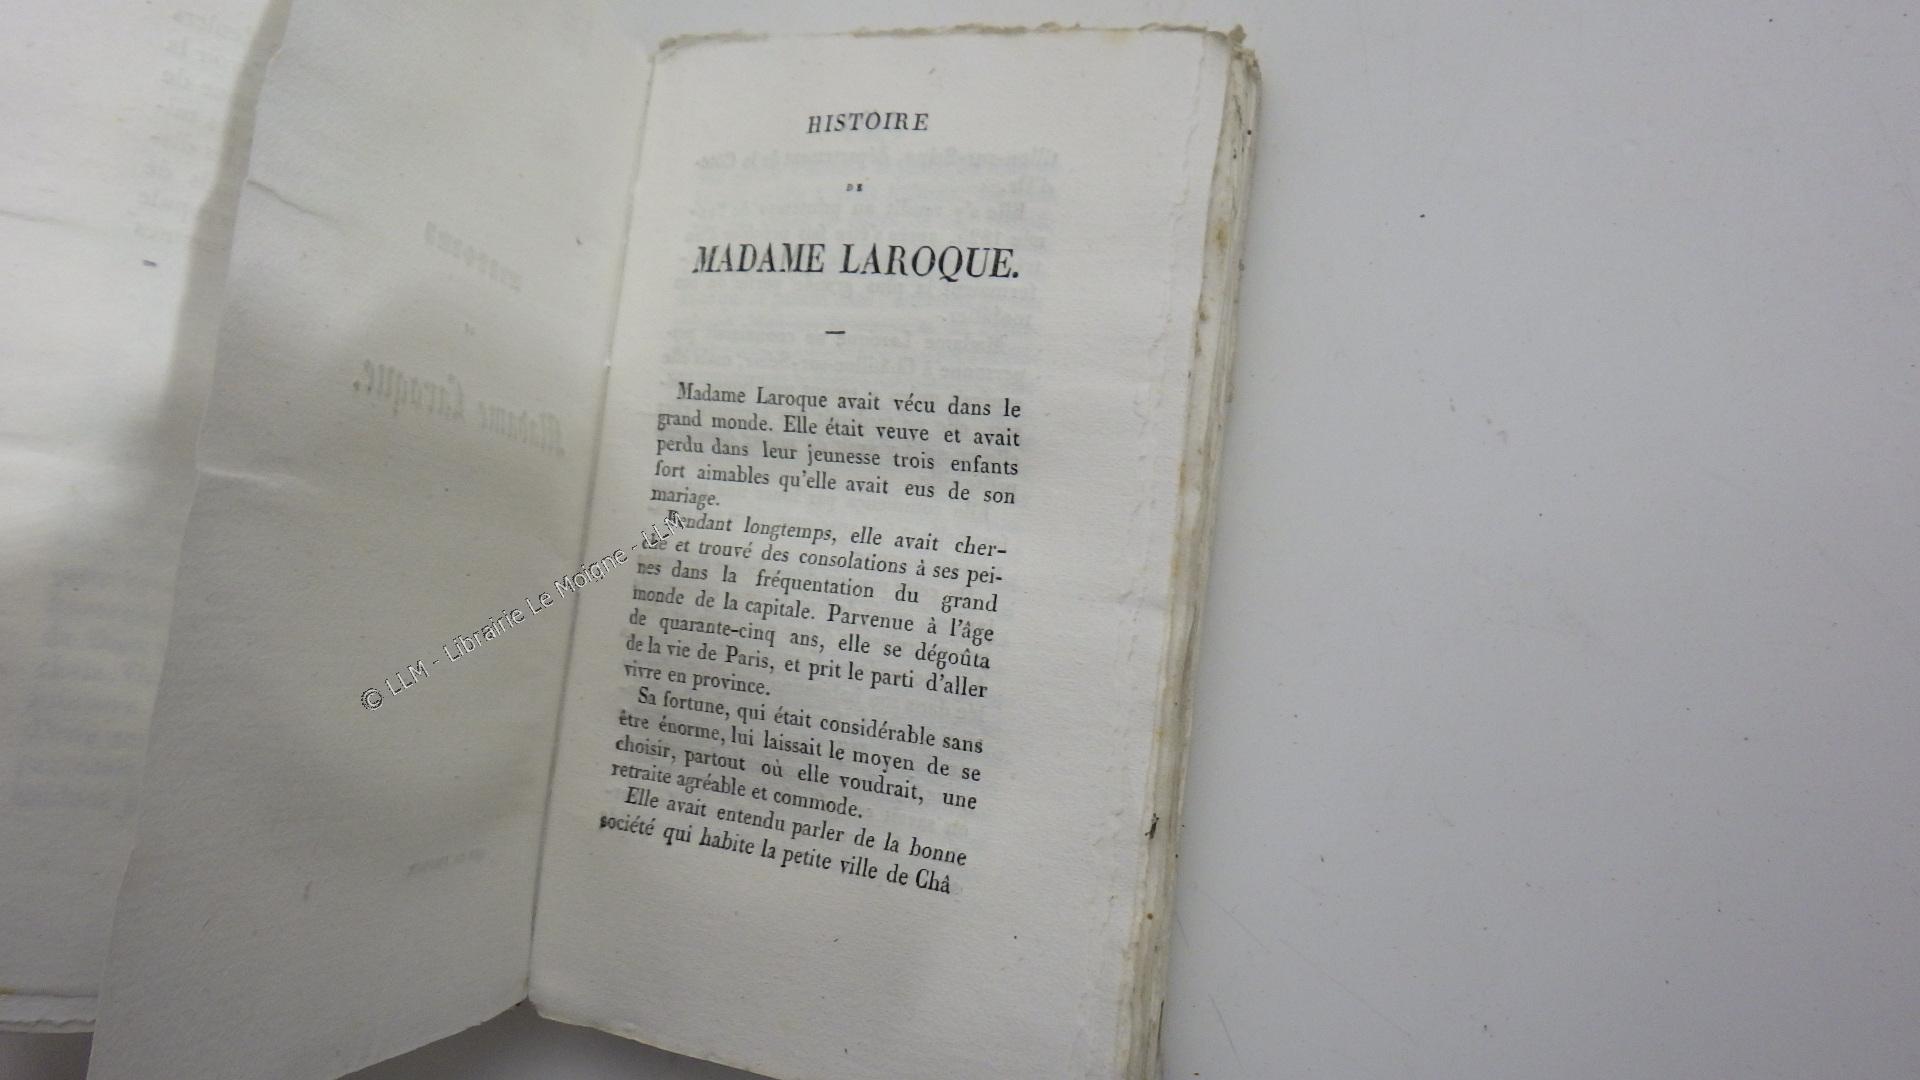 HISTOIRE
DE
MADAME LAROQUE.
Madame Laroque avait vécu dans le
grand monde. Elle était veuve et avait
perdu dans leur jeunesse trois enfants
fort aimables qu'elle avait eus de son
mariage.
Pendant longtemps, elle avait cher-
ché et trouvé des consolations à ses pei-
nes dans la fréquentation du grand
monde de la capitale. Parvenue à l'âge
de quarante-cinq ans, elle se dégoûta
de la vie de Paris, et prit le parti d'aller
vivre en province.
Sa fortune, qui était considérable sans
être énorme, lui laissait le moyen de se
choisir, partout où elle voudrait, une
retraite agréable et commode.
Elle avait entendu parler de la bonne
société qui habite la petite ville de Châ
© LLM - Librairie Le Moigne - LLM